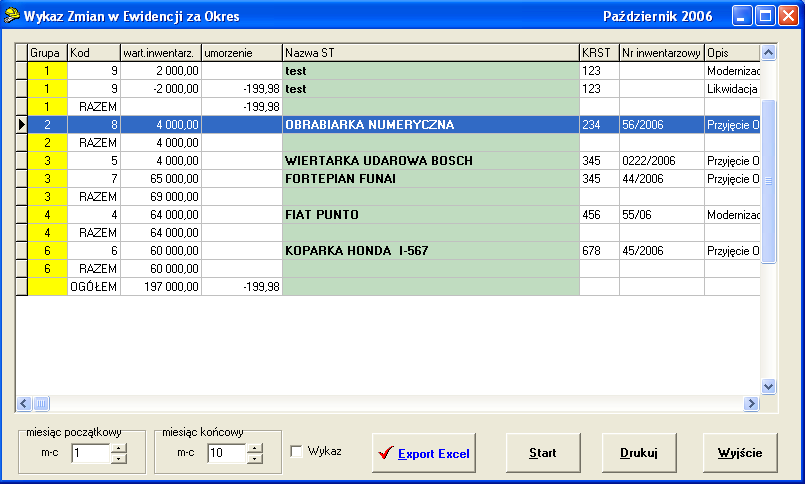 Wykaz Zmian w Ewidencji za Okres Październik 2006
Grupa Kod wart.inwentarz. umorzenie Nazwa ST KRST Nr inwentarzowy Opis
1 9 2 000,00 test 123 Modernizac
1 9 -2 000,00 -199,98 test 123 Likwidacja
1 RAZEM -199,98
2 8 4 000,00 OBRABIARKA NUMERYCZNA 234 56/2006 Przyjęcie O
2 RAZEM 4 000,00
3 5 4 000,00 WIERTARKA UDAROWA BOSCH 345 0222/2006 Przyjęcie O
3 7 65 000,00 FORTEPIAN FUNAI 345 44/2006 Przyjęcie O
3 RAZEM 69 000,00
4 4 64 000,00 FIAT PUNTO 456 55/06 Modernizac
4 RAZEM 64 000,00
6 6 60 000,00 KOPARKA HONDA I-567 678 45/2006 Przyjęcie O
6 RAZEM 60 000,00
OGÓŁEM 197 000,00 -199,98
miesiąc początkowy miesiąc końcowy
m-c 1 m-c 10 Wykaz Export Excel Start Drukuj Wyjście